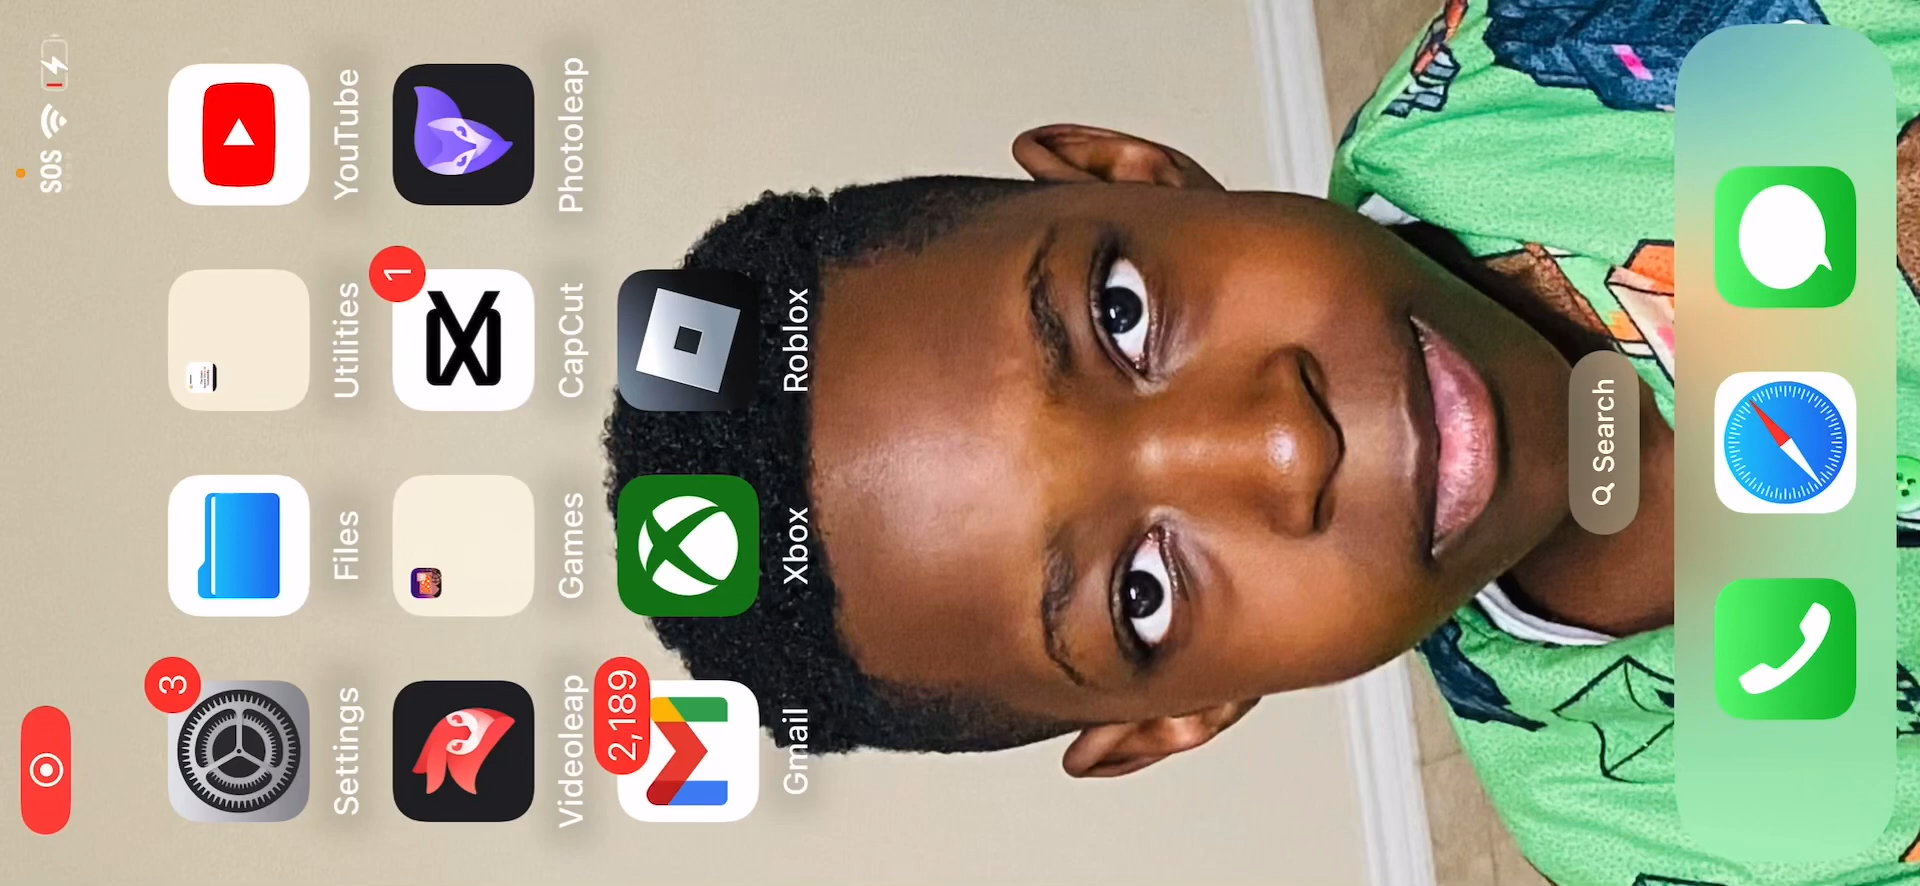 SOS
3
Settings
Files
Utilities
YouTube
Videoleap
Games
1
CapCut
Photoleap
2,189
Gmail
Xbox
Roblox
Search